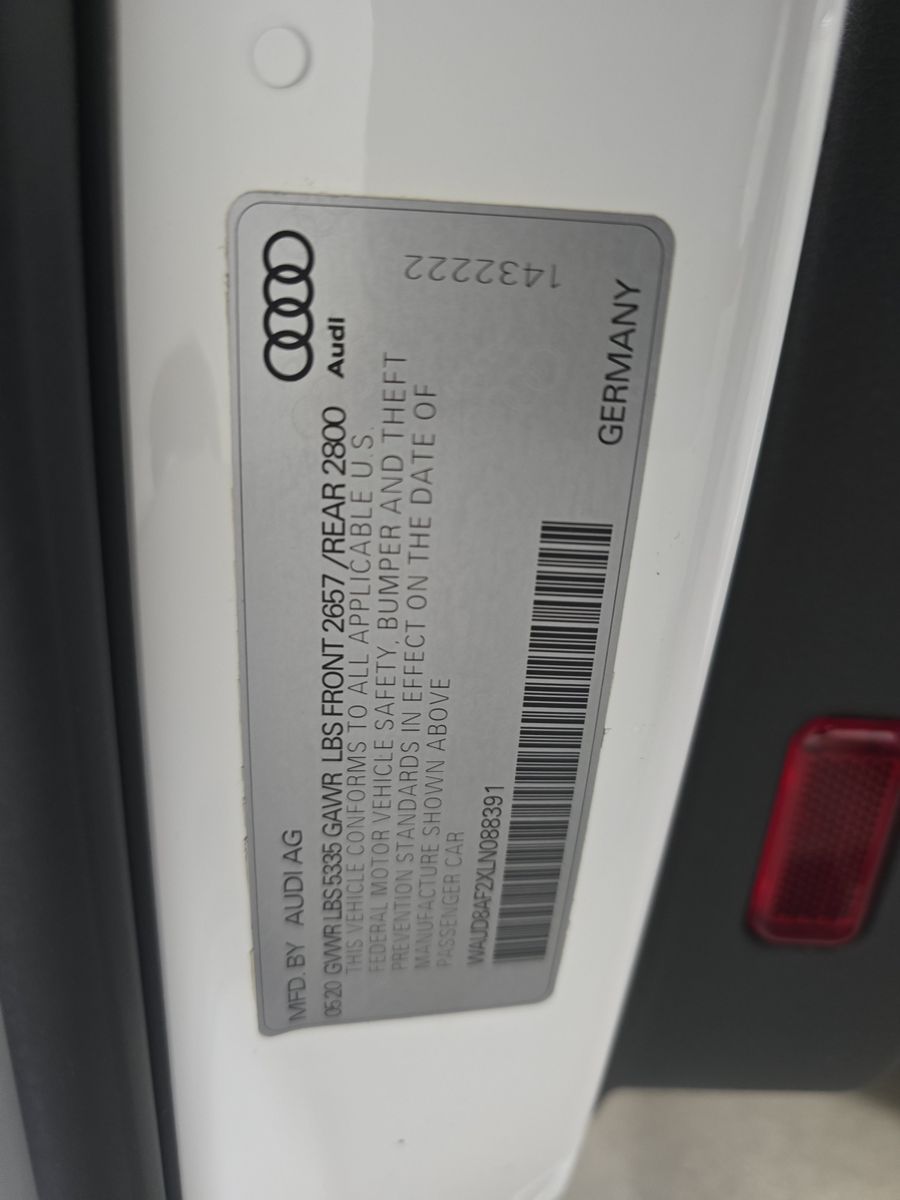 MFD. BY AUDI AG
0520 GVWR LBS 5335 GAWR LBS FRONT 2657 /REAR 2800
Audi
THIS VEHICLE CONFORMS TO ALL APPLICABLE U.S.
FEDERAL MOTOR VEHICLE SAFETY, BUMPER AND THEFT
PREVENTION STANDARDS IN EFFECT ON THE DATE OF
MANUFACTURE SHOWN ABOVE
PASSENGER CAR
WAUD8AF2XLN088391
1432222
GERMANY